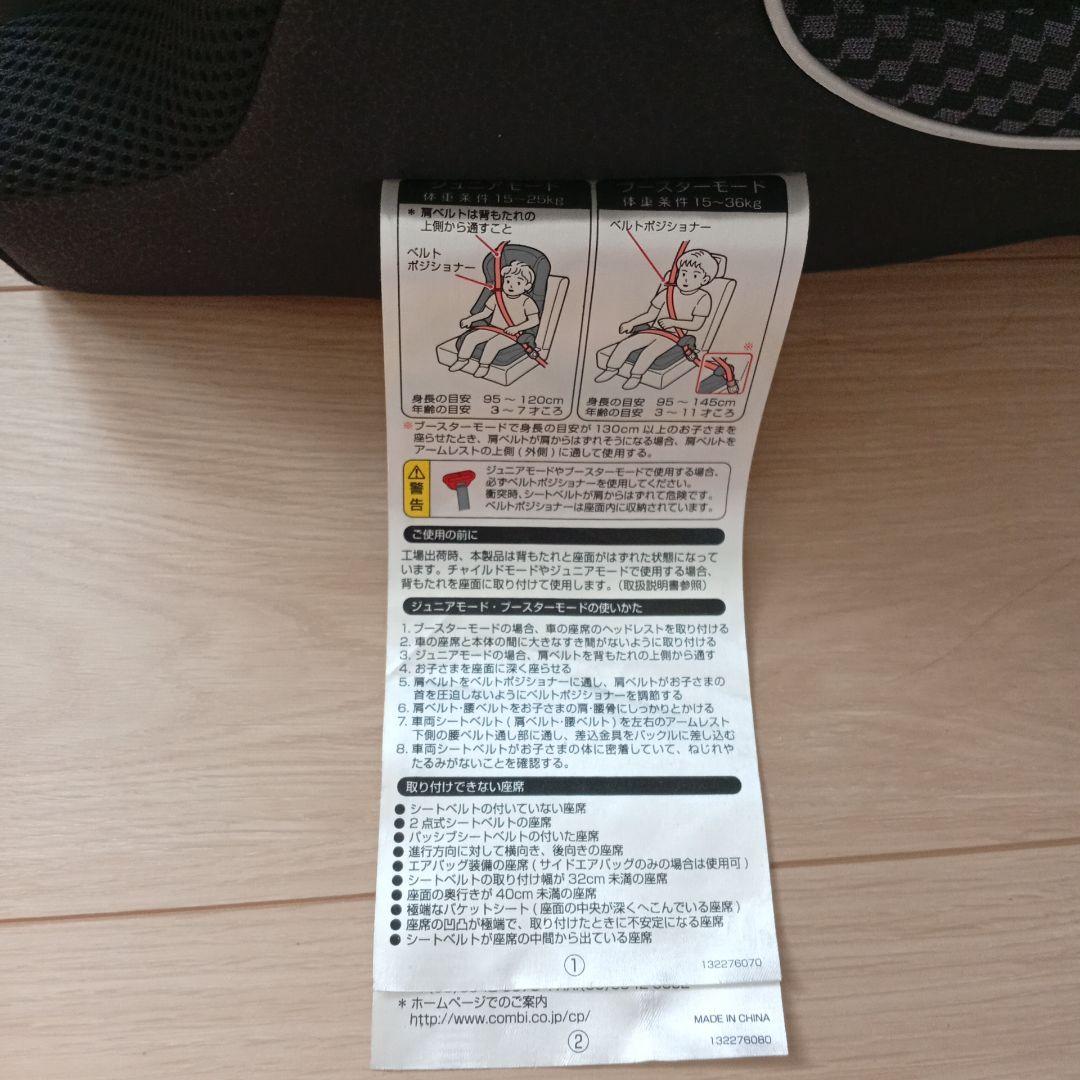 ジュニアモード
体重条件 15～25kg
* 肩ベルトは背もたれの
上側から通すこと
ベルト
ポジショナー
身長の目安 95～120cm
年齢の目安 3～7才ころ
ブースターモード
体重条件 15～36kg
ベルトポジショナー
※
身長の目安 95～145cm
年齢の目安 3～11才ころ
※ブースターモードで身長の目安が130cm以上のお子さまを
座らせたとき、肩ベルトが肩からはずれそうになる場合、肩ベルトを
アームレストの上側(外側)に通して使用する。
警告
ジュニアモードやブースターモードで使用する場合、
必ずベルトポジショナーを使用してください。
衝突時、シートベルトが肩からはずれて危険です。
ベルトポジショナーは座面内に収納されています。
ご使用の前に
工場出荷時、本製品は背もたれと座面がはずれた状態になって
います。チャイルドモードやジュニアモードで使用する場合、
背もたれを座面に取り付けて使用します。(取扱説明書参照)
ジュニアモード・ブースターモードの使いかた
1. ブースターモードの場合、車の座席のヘッドレストを取り付ける
2. 車の座席と本体の間に大きなすき間がないように取り付ける
3. ジュニアモードの場合、肩ベルトを背もたれの上側から通す
4. お子さまを座面に深く座らせる
5. 肩ベルトをベルトポジショナーに通し、肩ベルトがお子さまの
首を圧迫しないようにベルトポジショナーを調節する
6. 肩ベルト・腰ベルトをお子さまの肩・腰骨にしっかりとかける
7. 車両シートベルト(肩ベルト・腰ベルト)を左右のアームレスト
下側の腰ベルト通し部に通し、差込金具をバックルに差し込む
8. 車両シートベルトがお子さまの体に密着していて、ねじれや
たるみがないことを確認する。
取り付けできない座席
● シートベルトの付いていない座席
● 2点式シートベルトの座席
● パッシブシートベルトの付いた座席
● 進行方向に対して横向き、後向きの座席
● エアバッグ装備の座席(サイドエアバッグのみの場合は使用可)
● シートベルトの取り付け幅が32cm未満の座席
● 座面の奥行きが40cm未満の座席
● 極端なバケットシート(座面の中央が深くへこんでいる座席)
● 座席の凹凸が極端で、取り付けたときに不安定になる座席
● シートベルトが座席の中間から出ている座席
① 132276070
* ホームページでのご案内
http://www.combi.co.jp/cp/
MADE IN CHINA
② 132276080